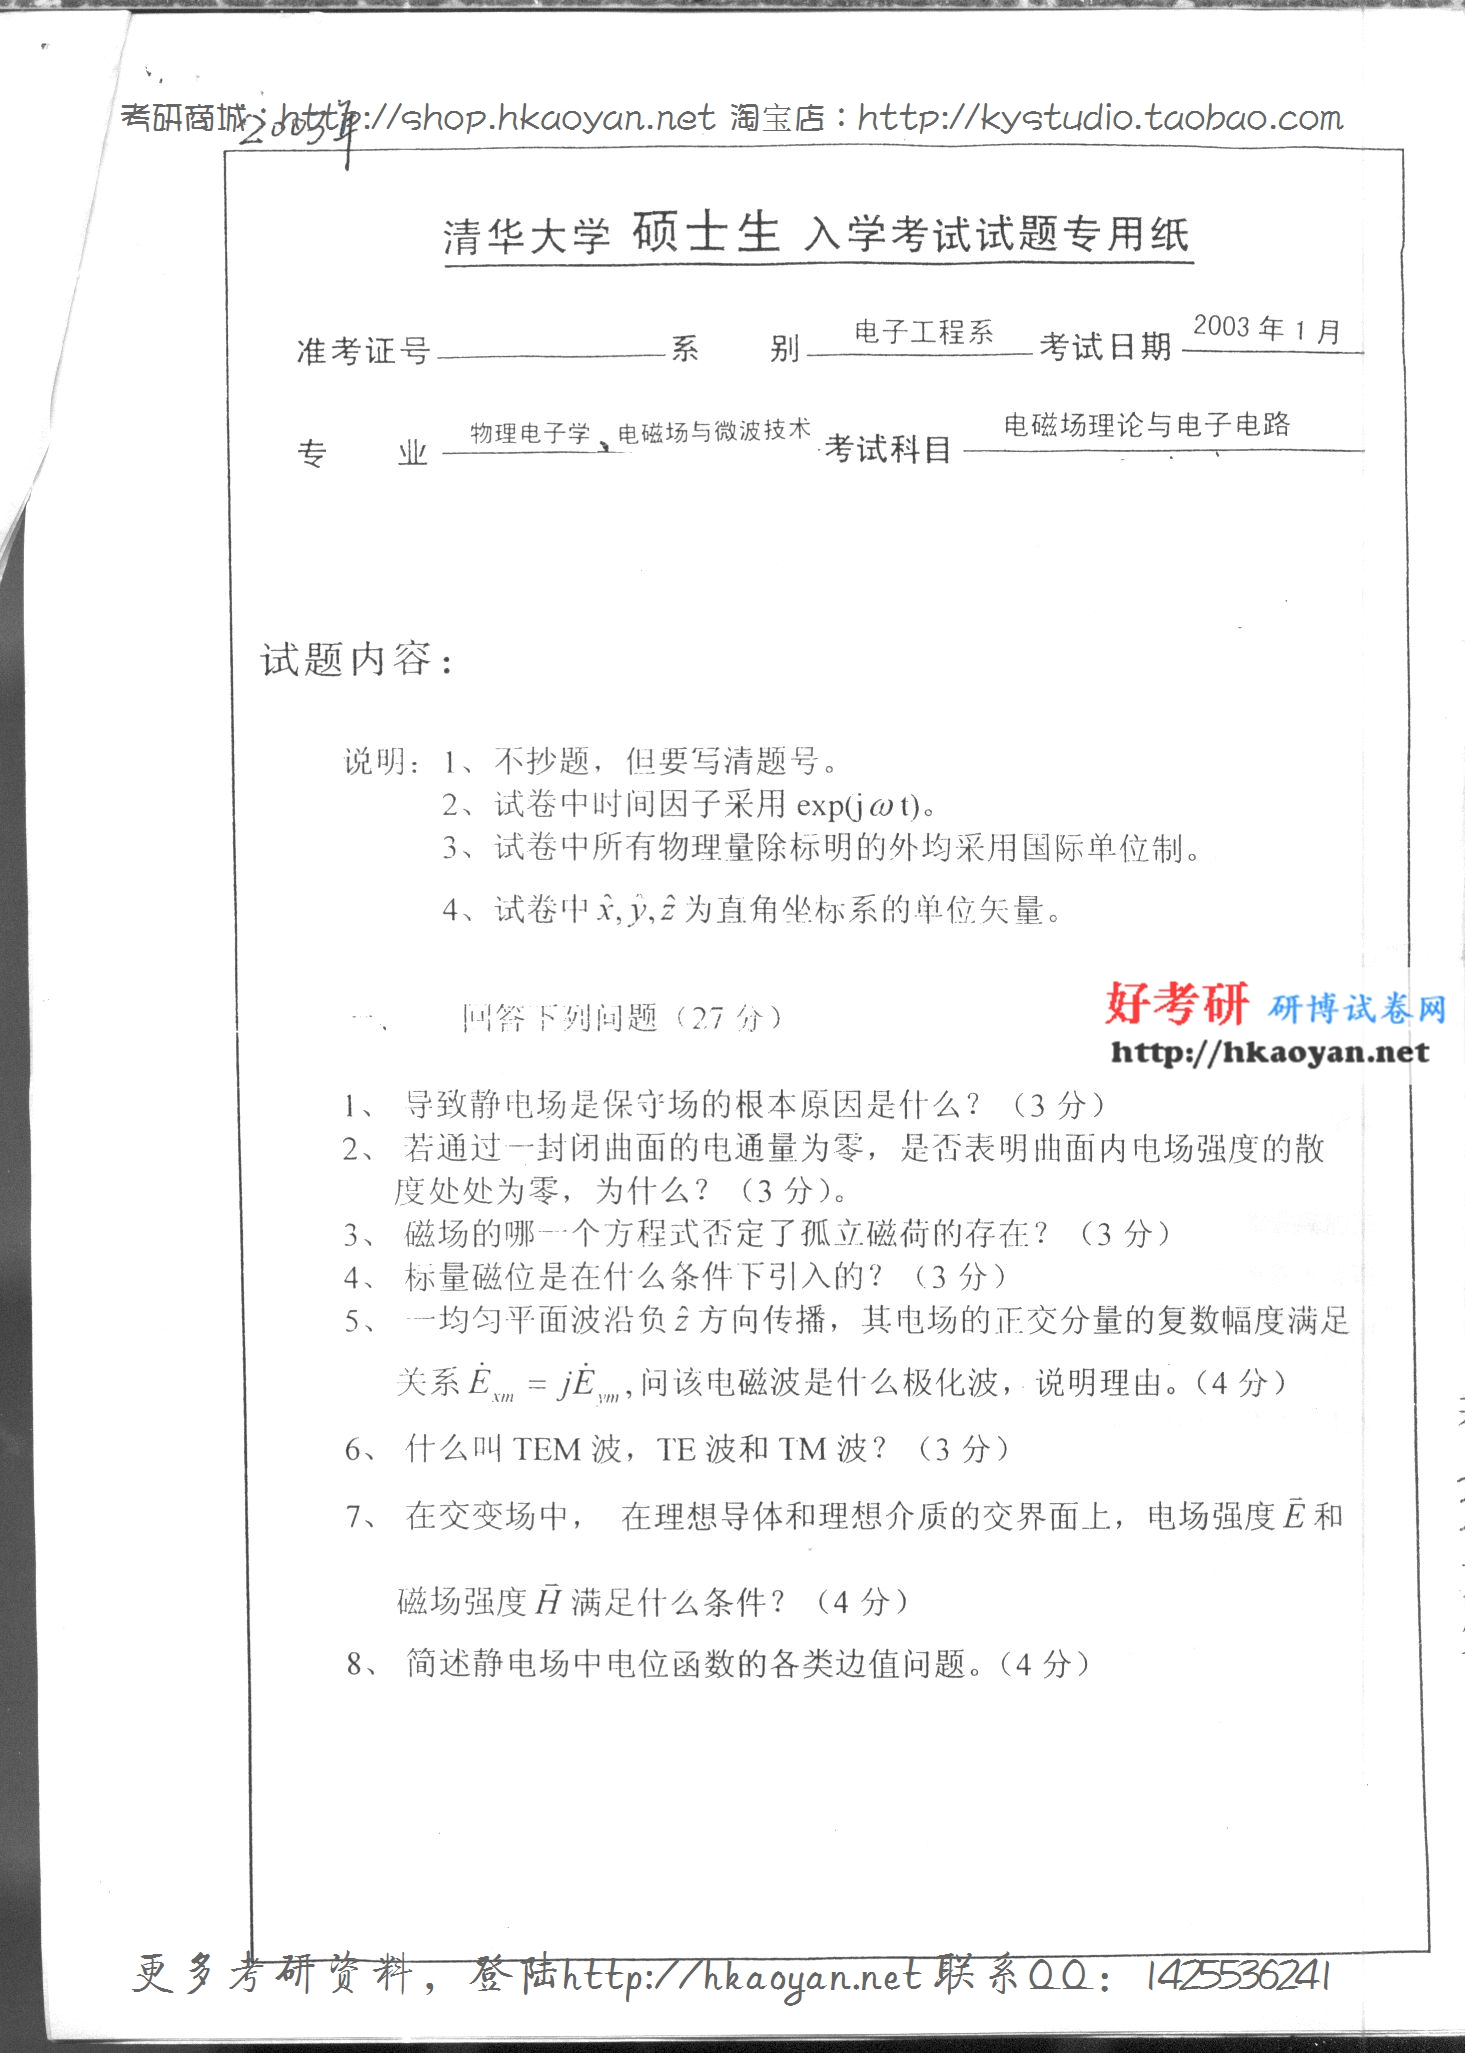 考研商城：http://shop.hkaoyan.net 淘宝店：http://kystudio.taobao.com
2003年
清华大学 硕士生 入学考试试题专用纸
准考证号 系 别 电子工程系 考试日期 2003 年 1 月
专 业 物理电子学、电磁场与微波技术 考试科目 电磁场理论与电子电路
试题内容：
说明：1、不抄题，但要写清题号。
2、试卷中时间因子采用 exp(jωt)。
3、试卷中所有物理量除标明的外均采用国际单位制。
4、试卷中 x̂, ŷ, ẑ 为直角坐标系的单位矢量。
好考研 研博试卷网
http://hkaoyan.net
一、 回答下列问题（27 分）
1、 导致静电场是保守场的根本原因是什么？（3 分）
2、 若通过一封闭曲面的电通量为零，是否表明曲面内电场强度的散
度处处为零，为什么？（3 分）。
3、 磁场的哪一个方程式否定了孤立磁荷的存在？（3 分）
4、 标量磁位是在什么条件下引入的？（3 分）
5、 一均匀平面波沿负 ẑ 方向传播，其电场的正交分量的复数幅度满足
关系 Ėxm = jĖym, 问该电磁波是什么极化波，说明理由。（4 分）
6、 什么叫 TEM 波，TE 波和 TM 波？（3 分）
7、 在交变场中， 在理想导体和理想介质的交界面上，电场强度 Ē 和
磁场强度 H̄ 满足什么条件？（4 分）
8、 简述静电场中电位函数的各类边值问题。（4 分）
更多考研资料，登陆http://hkaoyan.net 联系QQ：1425536241